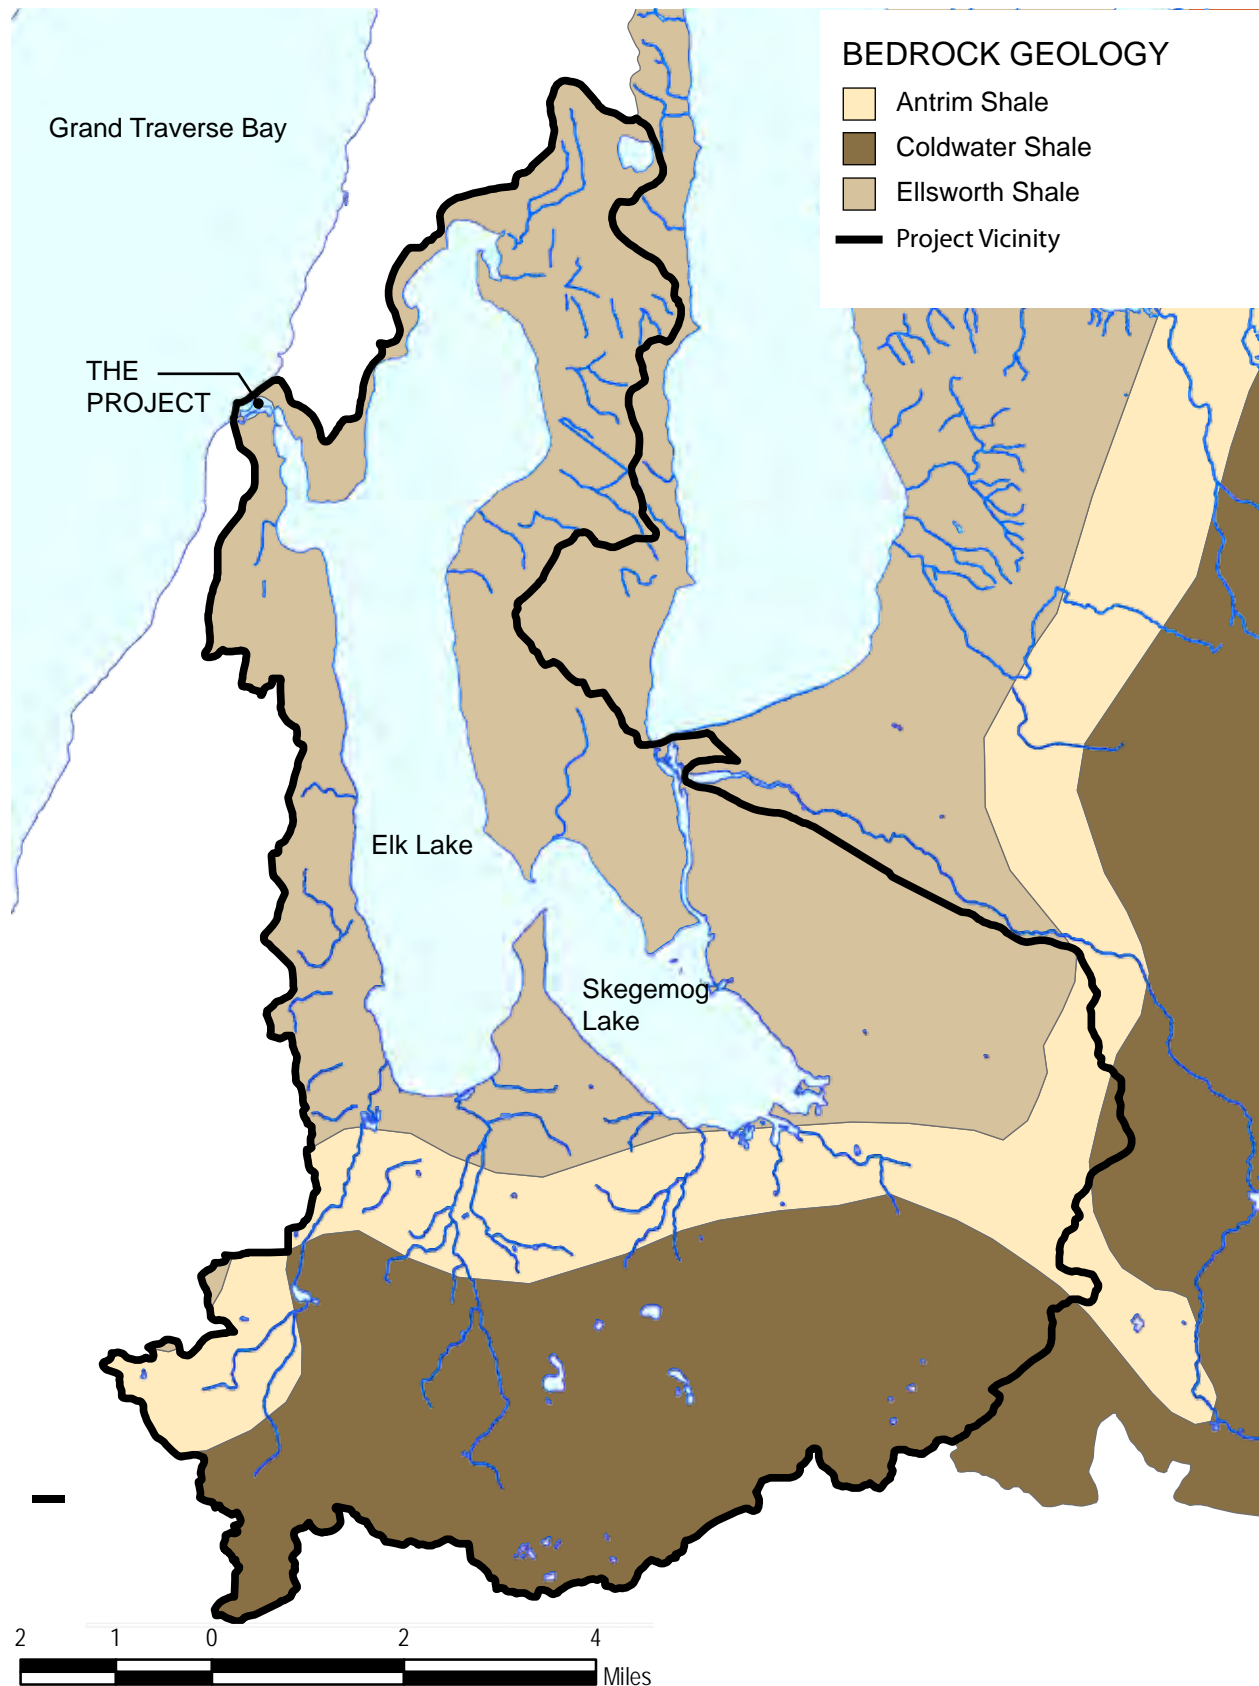 BEDROCK GEOLOGY
Antrim Shale
Coldwater Shale
Ellsworth Shale
Project Vicinity
Grand Traverse Bay
THE
PROJECT
Elk Lake
Skegemog
Lake
2 1 0 2 4
Miles